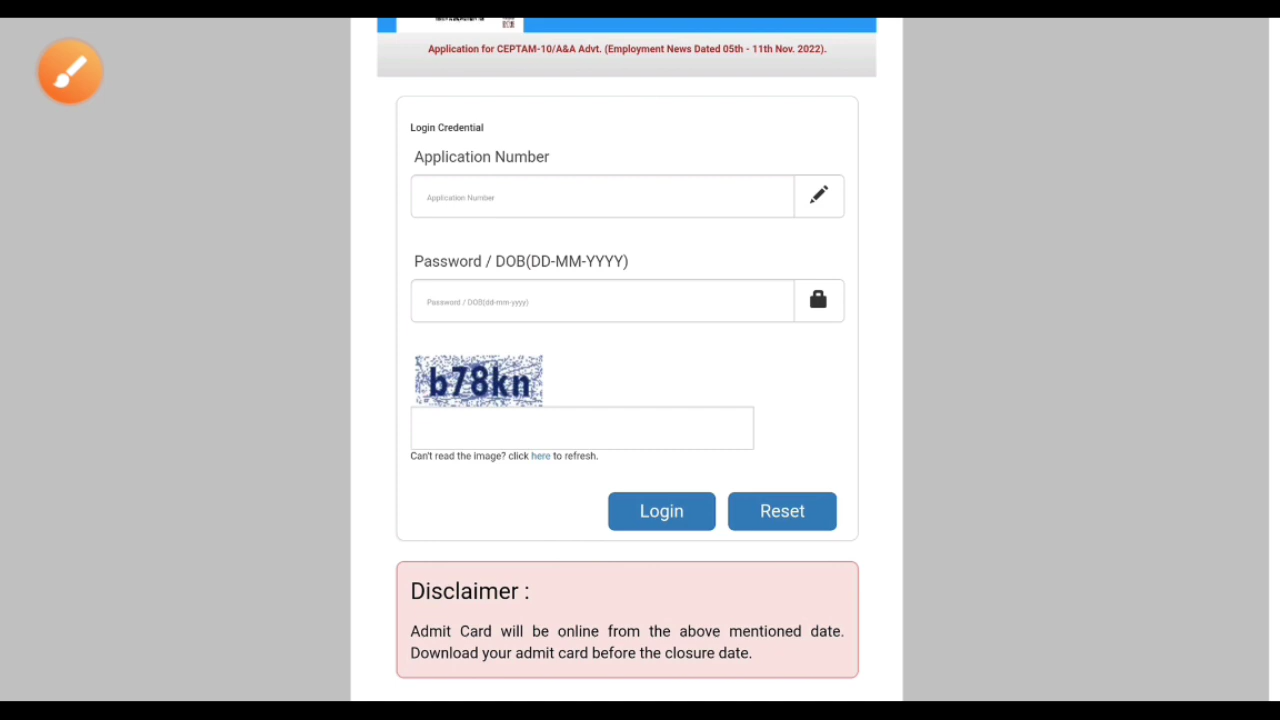 Application for CEPTAM-10/A&A Advt. (Employment News Dated 05th - 11th Nov. 2022).
Login Credential
Application Number
Application Number
Password / DOB(DD-MM-YYYY)
Password / DOB(dd-mm-yyyy)
b78kn
Can't read the image? click here to refresh.
Login Reset
Disclaimer :
Admit Card will be online from the above mentioned date.
Download your admit card before the closure date.